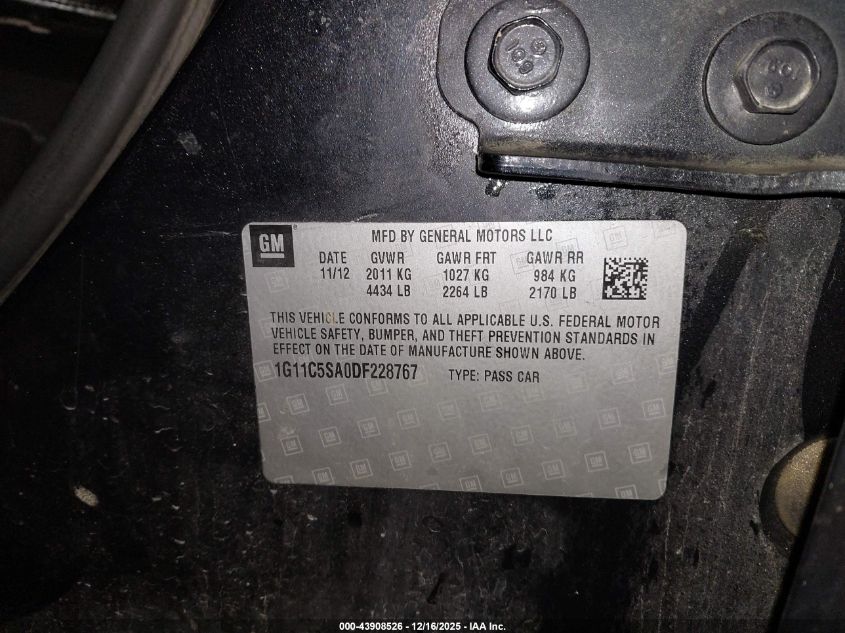 GM
MFD BY GENERAL MOTORS LLC
DATE GVWR GAWR FRT GAWR RR
11/12 2011 KG 1027 KG 984 KG
4434 LB 2264 LB 2170 LB
THIS VEHICLE CONFORMS TO ALL APPLICABLE U.S. FEDERAL MOTOR
VEHICLE SAFETY, BUMPER, AND THEFT PREVENTION STANDARDS IN
EFFECT ON THE DATE OF MANUFACTURE SHOWN ABOVE.
1G11C5SA0DF228767 TYPE: PASS CAR
000-43908526 - 12/16/2025 - IAA Inc.